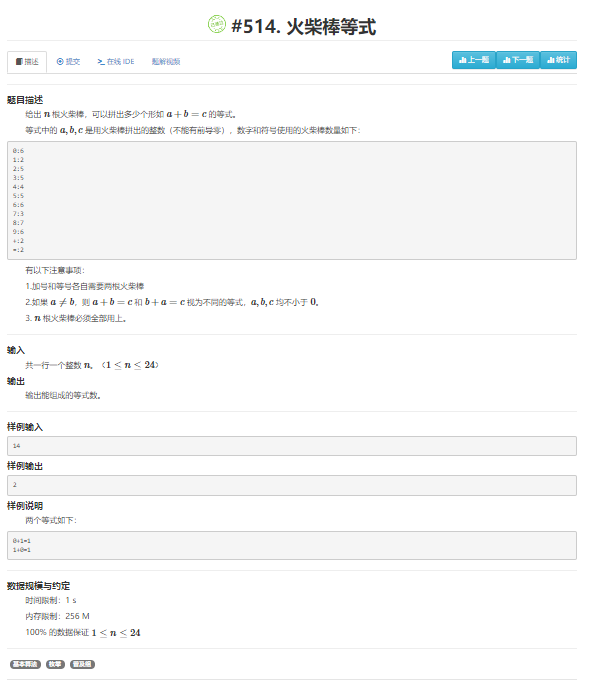 #514. 火柴棒等式
描述 提交 在线 IDE 题解视频
上一题 下一题 统计
题目描述
给出 n 根火柴棒，可以拼出多少个形如 a + b = c 的等式。
等式中的 a, b, c 是用火柴棒拼出的整数（不能有前导零），数字和符号使用的火柴棒数量如下：
0:6
1:2
2:5
3:5
4:4
5:5
6:6
7:3
8:7
9:6
+:2
=:2
有以下注意事项：
1.加号和等号各自需要两根火柴棒
2.如果 a ≠ b，则 a + b = c 和 b + a = c 视为不同的等式，a, b, c 均不小于 0。
3. n 根火柴棒必须全部用上。
输入
共一行一个整数 n。（1 ≤ n ≤ 24）
输出
输出能组成的等式数。
样例输入
14
样例输出
2
样例说明
两个等式如下：
0+1=1
1+0=1
数据规模与约定
时间限制：1 s
内存限制：256 M
100% 的数据保证 1 ≤ n ≤ 24
枚举